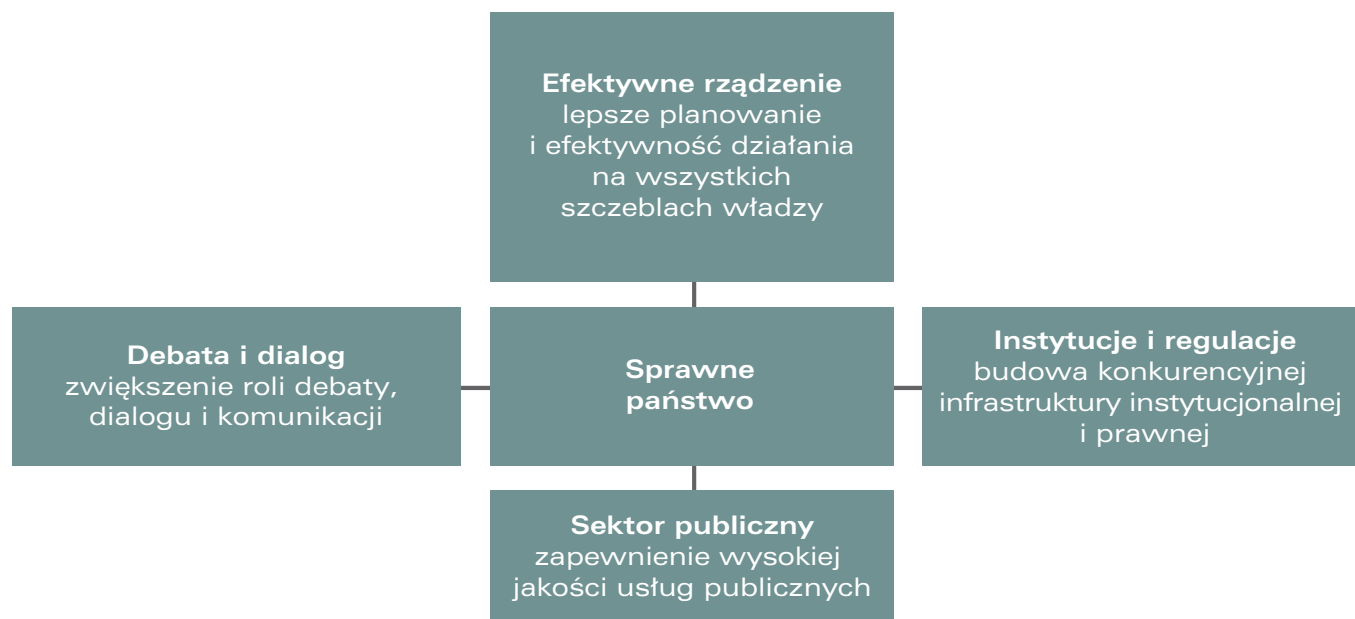 Efektywne rządzenie
lepsze planowanie
i efektywność działania
na wszystkich
szczeblach władzy
Debata i dialog
zwiększenie roli debaty,
dialogu i komunikacji
Sprawne
państwo
Instytucje i regulacje
budowa konkurencyjnej
infrastruktury instytucjonalnej
i prawnej
Sektor publiczny
zapewnienie wysokiej
jakości usług publicznych